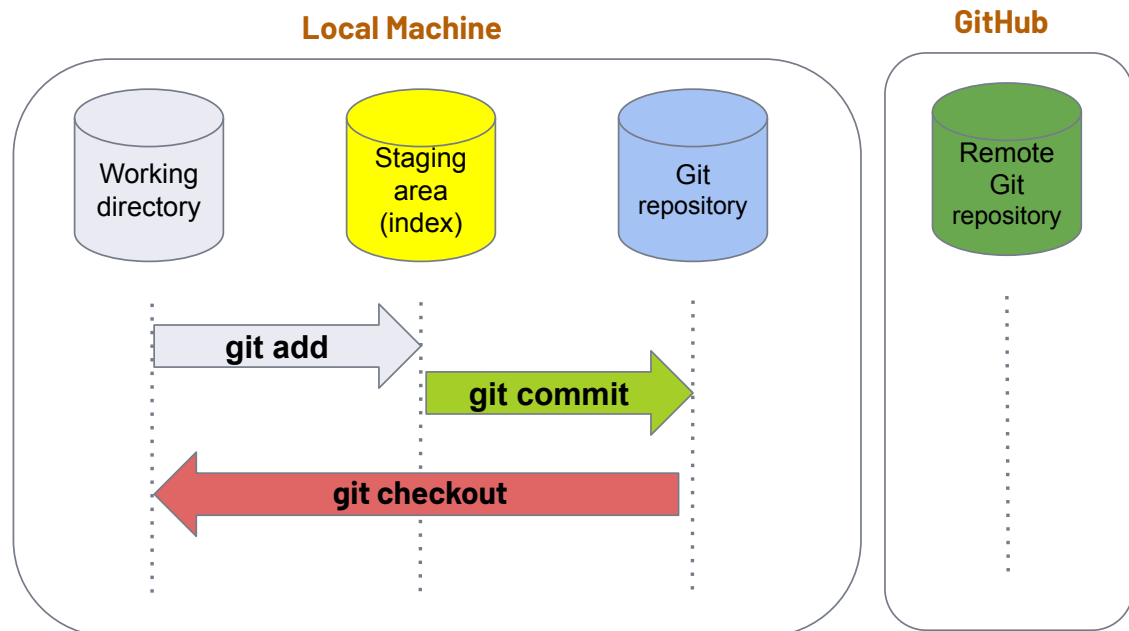 Local Machine
GitHub
Working
directory
Staging
area
(index)
Git
repository
Remote
Git
repository
git add
git commit
git checkout